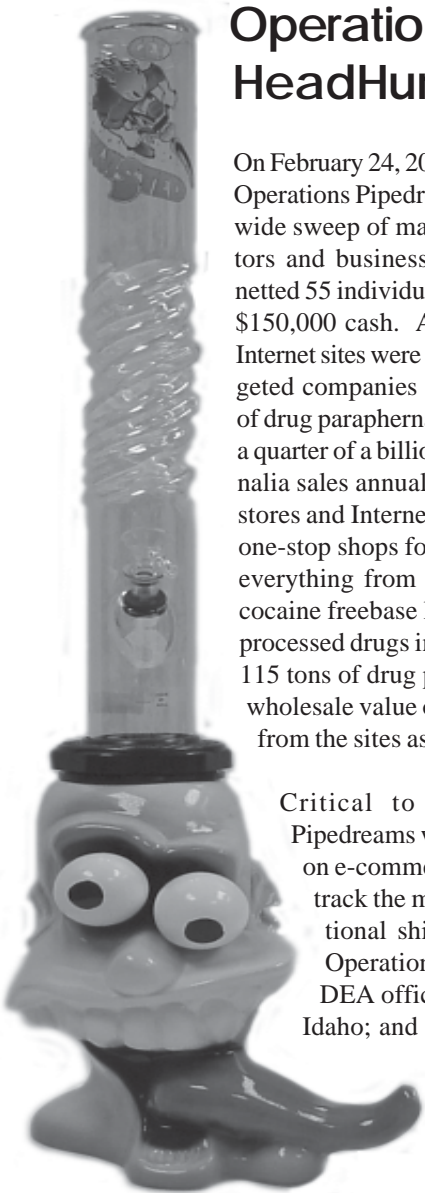 Operatio
HeadHun
On February 24, 20
Operations Pipedr
wide sweep of ma
tors and business
netted 55 individu
$150,000 cash. A
Internet sites were
geted companies
of drug paraphern
a quarter of a billio
nalia sales annual
stores and Internet
one-stop shops fo
everything from
cocaine freebase
processed drugs in
115 tons of drug p
wholesale value o
from the sites as
Critical to
Pipedreams w
on e-comme
track the m
tional shi
Operation
DEA offic
Idaho; and